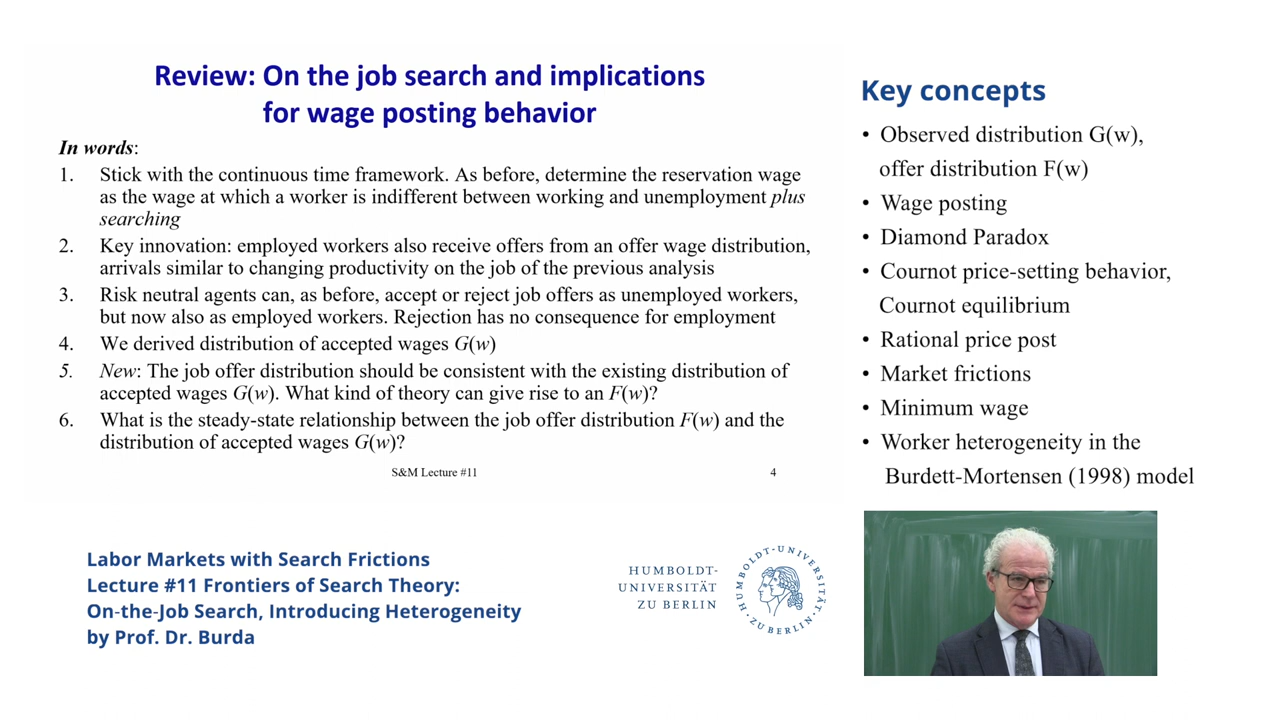 Review: On the job search and implications
for wage posting behavior
In words:
1. Stick with the continuous time framework. As before, determine the reservation wage
as the wage at which a worker is indifferent between working and unemployment plus
searching
2. Key innovation: employed workers also receive offers from an offer wage distribution,
arrivals similar to changing productivity on the job of the previous analysis
3. Risk neutral agents can, as before, accept or reject job offers as unemployed workers,
but now also as employed workers. Rejection has no consequence for employment
4. We derived distribution of accepted wages G(w)
5. New: The job offer distribution should be consistent with the existing distribution of
accepted wages G(w). What kind of theory can give rise to an F(w)?
6. What is the steady-state relationship between the job offer distribution F(w) and the
distribution of accepted wages G(w)?
S&M Lecture #11
4
Key concepts
• Observed distribution G(w),
offer distribution F(w)
• Wage posting
• Diamond Paradox
• Cournot price-setting behavior,
Cournot equilibrium
• Rational price post
• Market frictions
• Minimum wage
• Worker heterogeneity in the
Burdett-Mortensen (1998) model
Labor Markets with Search Frictions
Lecture #11 Frontiers of Search Theory:
On-the-Job Search, Introducing Heterogeneity
by Prof. Dr. Burda
HUMBOLDT-
UNIVERSITÄT
ZU BERLIN
HUMBOLDT-UNIVERSITÄT
ZU BERLIN